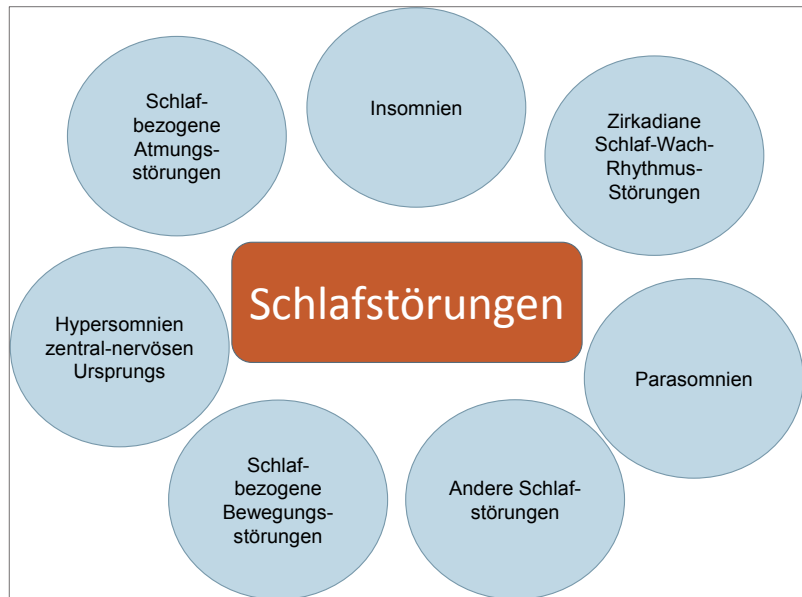 Insomnien
Schlaf-
bezogene
Atmungs-
störungen
Zirkadiane
Schlaf-Wach-
Rhythmus-
Störungen
Schlafstörungen
Hypersomnien
zentral-nervösen
Ursprungs
Parasomnien
Schlaf-
bezogene
Bewegungs-
störungen
Andere Schlaf-
störungen